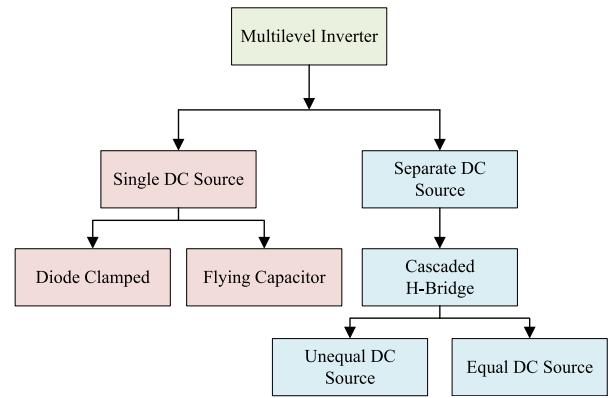 Multilevel Inverter
Single DC Source
Separate DC
Source
Diode Clamped
Flying Capacitor
Cascaded
H-Bridge
Unequal DC
Source
Equal DC Source